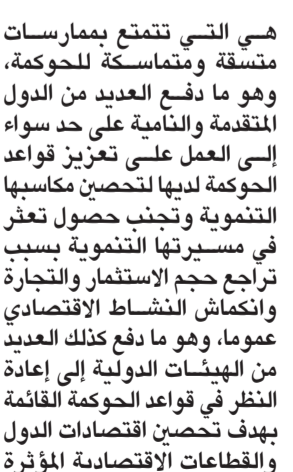 هي التي تتمتع بممارسات
متسقة ومتماسكة للحوكمة،
وهو ما دفع العديد من الدول
المتقدمة والنامية على حد سواء
إلى العمل على تعزيز قواعد
الحوكمة لديها لتحصين مكاسبها
التنموية وتجنب حصول تعثر
في مسيرتها التنموية بسبب
تراجع حجم الاستثمار والتجارة
وانكماش النشاط الاقتصادي
عموما، وهو ما دفع كذلك العديد
من الهيئات الدولية إلى إعادة
النظر في قواعد الحوكمة القائمة
بهدف تحصين اقتصادات الدول
والقطاعات الاقتصادية المؤثرة